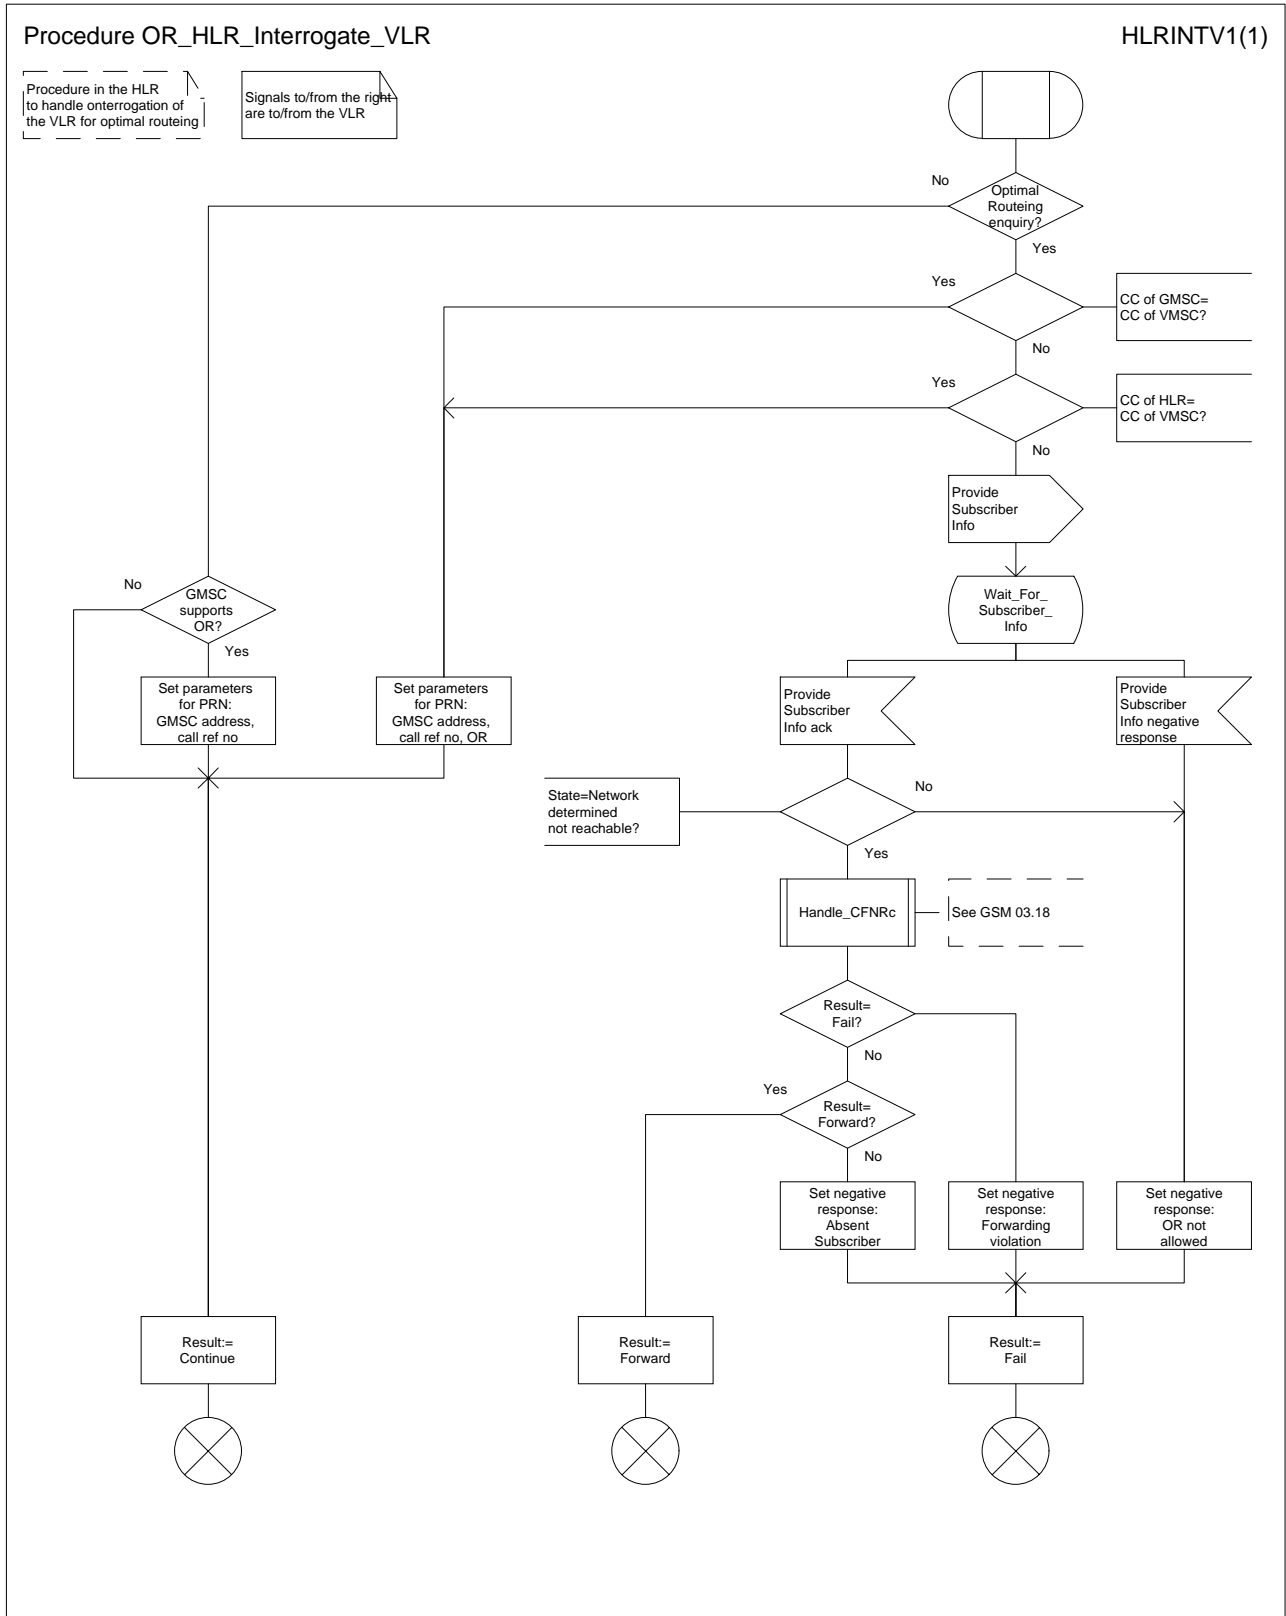 Procedure OR_HLR_Interrogate_VLR
HLRINTV1(1)
Procedure in the HLR
to handle onterrogation of
the VLR for optimal routeing
Signals to/from the right
are to/from the VLR
No
Optimal
Routeing
enquiry?
Yes
Yes
CC of GMSC=
CC of VMSC?
No
Yes
CC of HLR=
CC of VMSC?
No
Provide
Subscriber
Info
No
GMSC
supports
OR?
Yes
Wait_For_
Subscriber_
Info
Set parameters
for PRN:
GMSC address,
call ref no
Set parameters
for PRN:
GMSC address,
call ref no, OR
Provide
Subscriber
Info ack
Provide
Subscriber
Info negative
response
State=Network
determined
not reachable?
No
Yes
Handle_CFNRc
See GSM 03.18
Result=
Fail?
No
Yes
Result=
Forward?
No
Set negative
response:
Absent
Subscriber
Set negative
response:
Forwarding
violation
Set negative
response:
OR not
allowed
Result:=
Continue
Result:=
Forward
Result:=
Fail